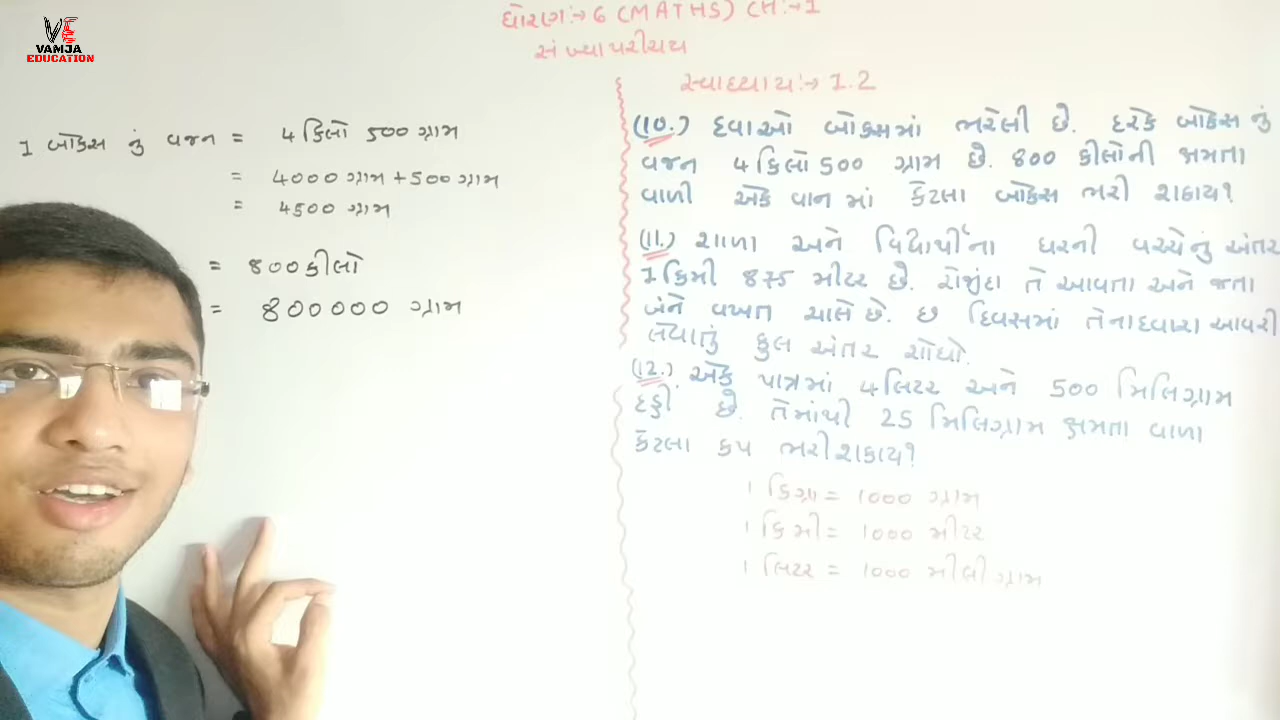 VE
VAMJA
EDUCATION
ધોરણ:→ 6 (MATHS) CH:→1
સંખ્યા પરીચય
સ્વાધ્યાય:→ 1.2
1 બોક્સ નું વજન = 4 કિલો 500 ગ્રામ
= 4000 ગ્રામ + 500 ગ્રામ
= 4500 ગ્રામ
= 800 કીલો
= 800000 ગ્રામ
(10.) દવાઓ બોક્સમાં ભરેલી છે. દરેક બોક્સ નું
વજન 4 કિલો 500 ગ્રામ છે. 800 કીલોની ક્ષમતા
વાળી એક વાન માં કેટલા બોક્સ ભરી શકાય?
(11.) શાળા અને વિદ્યાર્થી'ના ઘરની વચ્ચેનું અંતર
1 કિમી 875 મીટર છે. રોજીંદા તે આવતા અને જતા
બંને વખત ચાલે છે. છ દિવસમાં તેના દ્વારા આવરી
લેવાતું કુલ અંતર શોધો.
(12.) એક પાત્રમાં 4 લિટર અને 500 મિલિગ્રામ
દહીં છે. તેમાંથી 25 મિલિગ્રામ ક્ષમતા વાળા
કેટલા કપ ભરી શકાય?
1 કિગ્રા = 1000 ગ્રામ
1 કિમી = 1000 મીટર
1 લિટર = 1000 મીલીગ્રામ